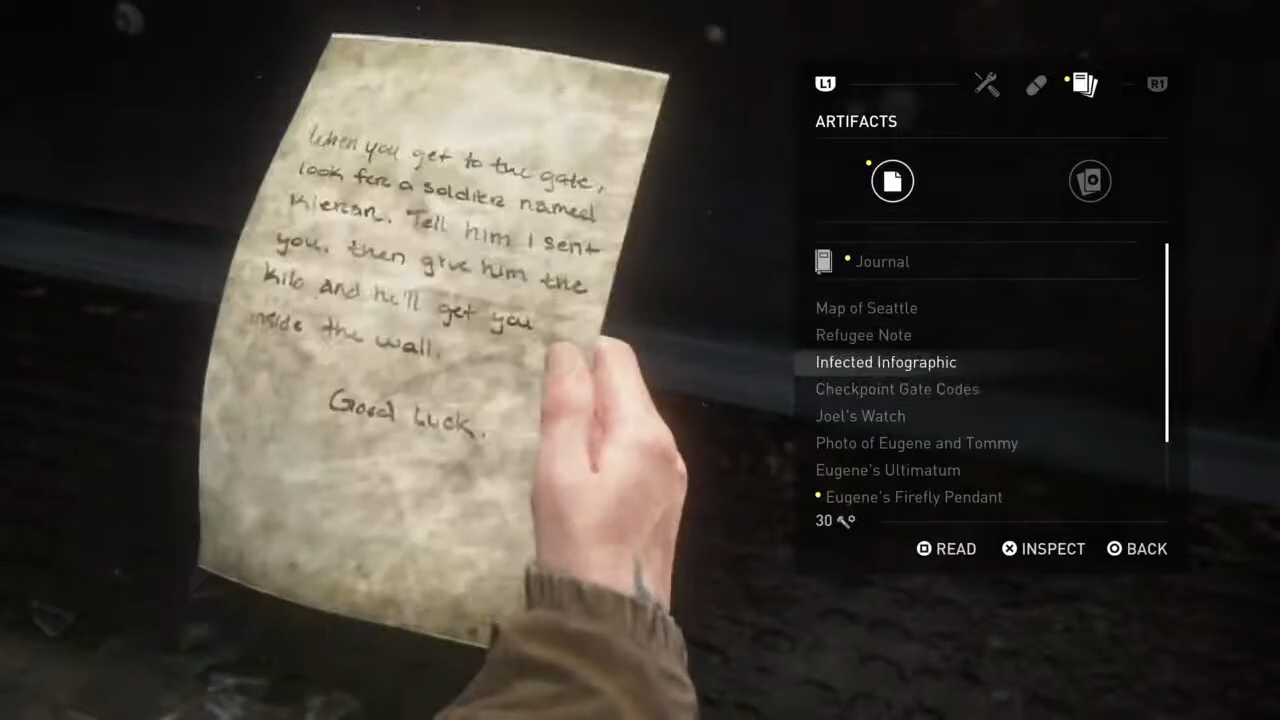 When you get to the gate,
look for a soldier named
Kieran. Tell him I sent
you, then give him the
kilo and he'll get you
inside the wall.
Good Luck.
L1
R1
ARTIFACTS
Journal
Map of Seattle
Refugee Note
Infected Infographic
Checkpoint Gate Codes
Joel's Watch
Photo of Eugene and Tommy
Eugene's Ultimatum
Eugene's Firefly Pendant
30
READ INSPECT BACK